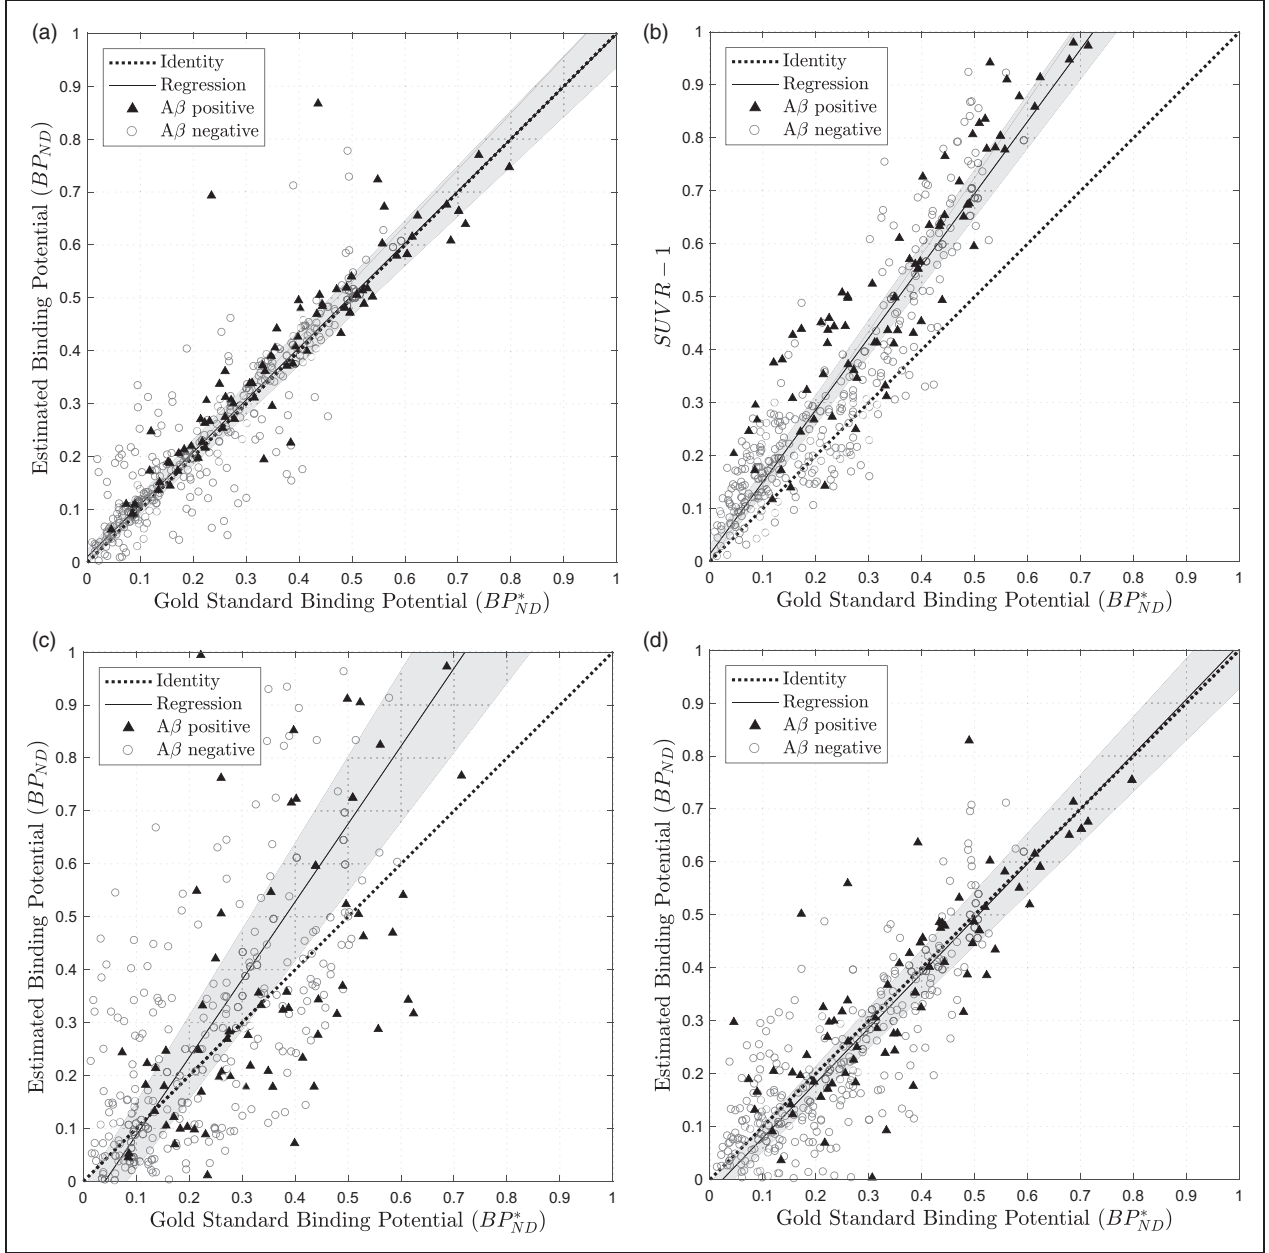 (a)
Identity
Regression
Aβ positive
Aβ negative
1
0.9
0.8
0.7
0.6
0.5
0.4
0.3
0.2
0.1
0
Estimated Binding Potential (BP_ND)
0 0.1 0.2 0.3 0.4 0.5 0.6 0.7 0.8 0.9 1
Gold Standard Binding Potential (BP*_ND)
(b)
Identity
Regression
Aβ positive
Aβ negative
1
0.9
0.8
0.7
0.6
0.5
0.4
0.3
0.2
0.1
0
SUVR − 1
0 0.1 0.2 0.3 0.4 0.5 0.6 0.7 0.8 0.9 1
Gold Standard Binding Potential (BP*_ND)
(c)
Identity
Regression
Aβ positive
Aβ negative
1
0.9
0.8
0.7
0.6
0.5
0.4
0.3
0.2
0.1
0
Estimated Binding Potential (BP_ND)
0 0.1 0.2 0.3 0.4 0.5 0.6 0.7 0.8 0.9 1
Gold Standard Binding Potential (BP*_ND)
(d)
Identity
Regression
Aβ positive
Aβ negative
1
0.9
0.8
0.7
0.6
0.5
0.4
0.3
0.2
0.1
0
Estimated Binding Potential (BP_ND)
0 0.1 0.2 0.3 0.4 0.5 0.6 0.7 0.8 0.9 1
Gold Standard Binding Potential (BP*_ND)